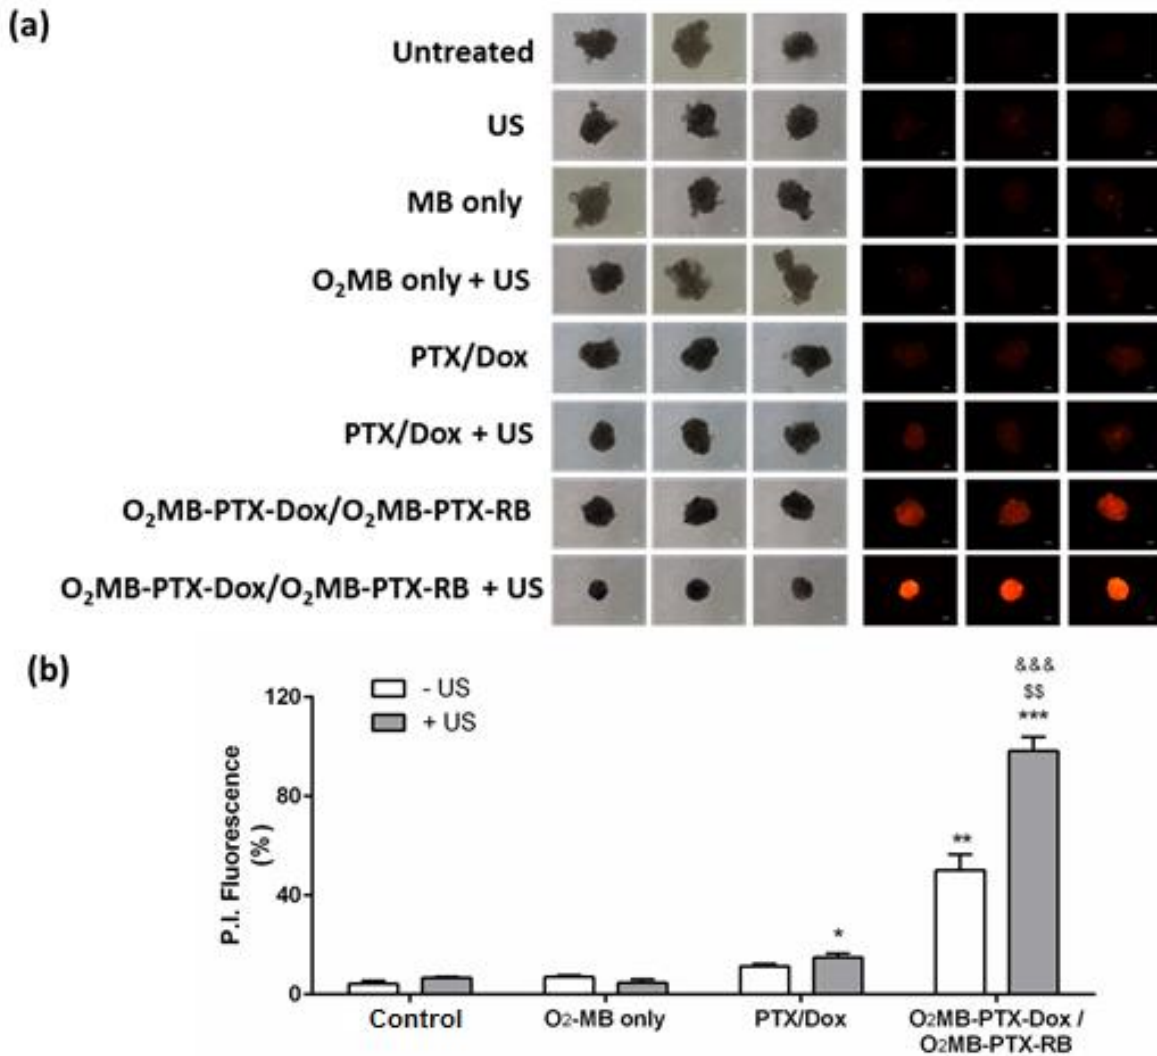 (a)
Untreated
US
MB only
O₂MB only + US
PTX/Dox
PTX/Dox + US
O₂MB-PTX-Dox/O₂MB-PTX-RB
O₂MB-PTX-Dox/O₂MB-PTX-RB + US
(b)
P.I. Fluorescence
(%)
120
80
40
0
- US
+ US
*
**
&&&
$$
***
Control
O2-MB only
PTX/Dox
O2MB-PTX-Dox /
O2MB-PTX-RB